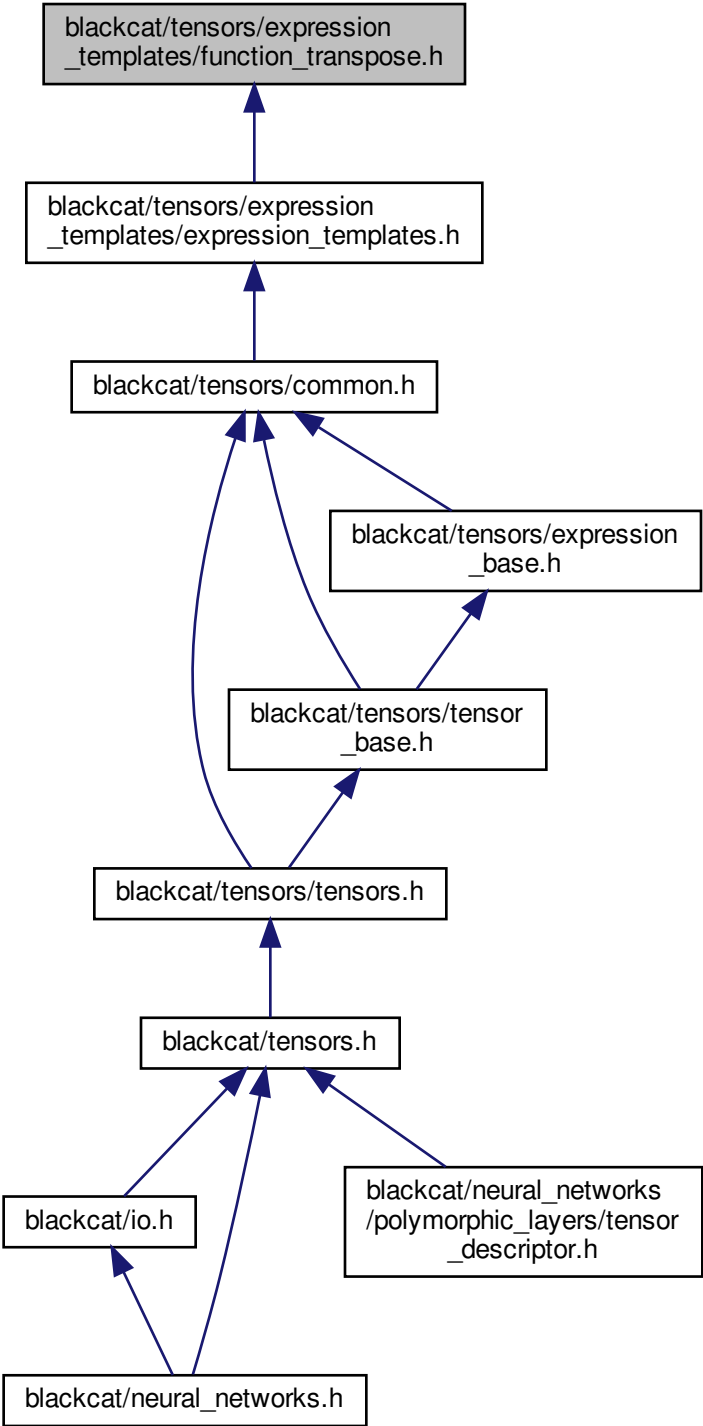 blackcat/tensors/expression
_templates/function_transpose.h
blackcat/tensors/expression
_templates/expression_templates.h
blackcat/tensors/common.h
blackcat/tensors/expression
_base.h
blackcat/tensors/tensor
_base.h
blackcat/tensors/tensors.h
blackcat/tensors.h
blackcat/io.h
blackcat/neural_networks
/polymorphic_layers/tensor
_descriptor.h
blackcat/neural_networks.h